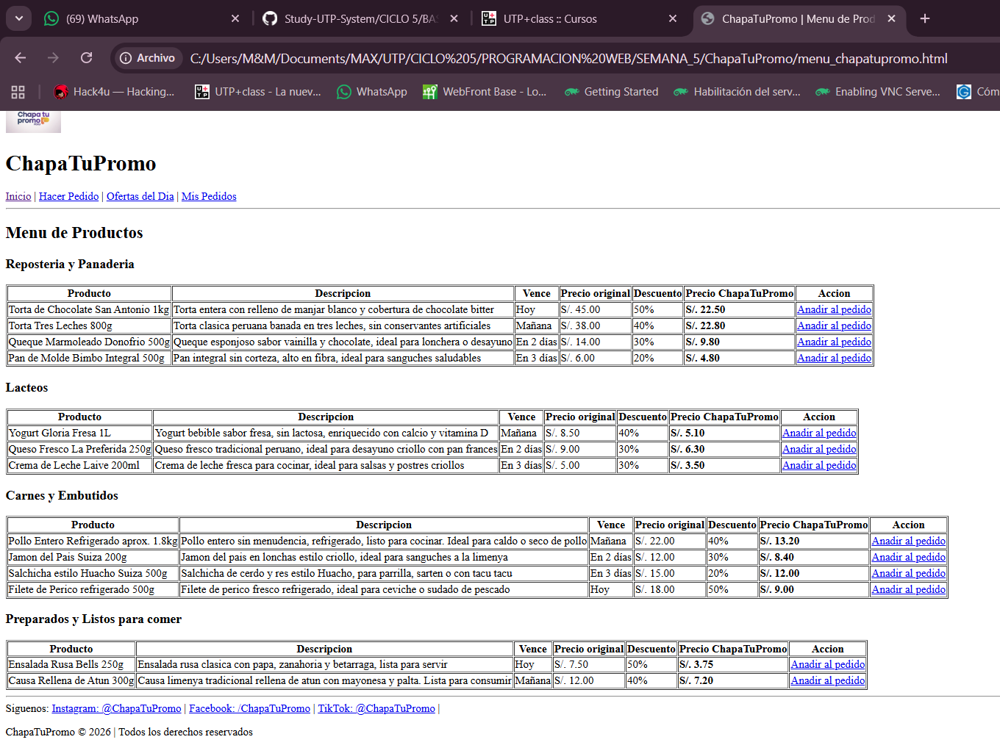 (69) WhatsApp
Study-UTP-System/CICLO 5/BAS
UTP+class :: Cursos
ChapaTuPromo | Menu de Prod
Archivo
C:/Users/M&M/Documents/MAX/UTP/CICLO%205/PROGRAMACION%20WEB/SEMANA_5/ChapaTuPromo/menu_chapatupromo.html
Hack4u — Hacking...
UTP+class - La nuev...
WhatsApp
WebFront Base - Lo...
Getting Started
Habilitación del serv...
Enabling VNC Serve...
Cóm
Chapa tu
promo
ChapaTuPromo
Inicio | Hacer Pedido | Ofertas del Dia | Mis Pedidos
Menu de Productos
Reposteria y Panaderia
Producto Descripcion Vence Precio original Descuento Precio ChapaTuPromo Accion
Torta de Chocolate San Antonio 1kg Torta entera con relleno de manjar blanco y cobertura de chocolate bitter Hoy S/. 45.00 50% S/. 22.50 Anadir al pedido
Torta Tres Leches 800g Torta clasica peruana banada en tres leches, sin conservantes artificiales Mañana S/. 38.00 40% S/. 22.80 Anadir al pedido
Queque Marmoleado Donofrio 500g Queque esponjoso sabor vainilla y chocolate, ideal para lonchera o desayuno En 2 días S/. 14.00 30% S/. 9.80 Anadir al pedido
Pan de Molde Bimbo Integral 500g Pan integral sin corteza, alto en fibra, ideal para sanguches saludables En 3 días S/. 6.00 20% S/. 4.80 Anadir al pedido
Lacteos
Producto Descripcion Vence Precio original Descuento Precio ChapaTuPromo Accion
Yogurt Gloria Fresa 1L Yogurt bebible sabor fresa, sin lactosa, enriquecido con calcio y vitamina D Mañana S/. 8.50 40% S/. 5.10 Anadir al pedido
Queso Fresco La Preferida 250g Queso fresco tradicional peruano, ideal para desayuno criollo con pan frances En 2 días S/. 9.00 30% S/. 6.30 Anadir al pedido
Crema de Leche Laive 200ml Crema de leche fresca para cocinar, ideal para salsas y postres criollos En 3 días S/. 5.00 30% S/. 3.50 Anadir al pedido
Carnes y Embutidos
Producto Descripcion Vence Precio original Descuento Precio ChapaTuPromo Accion
Pollo Entero Refrigerado aprox. 1.8kg Pollo entero sin menudencia, refrigerado, listo para cocinar. Ideal para caldo o seco de pollo Mañana S/. 22.00 40% S/. 13.20 Anadir al pedido
Jamon del Pais Suiza 200g Jamon del pais en lonchas estilo criollo, ideal para sanguches a la limenya En 2 días S/. 12.00 30% S/. 8.40 Anadir al pedido
Salchicha estilo Huacho Suiza 500g Salchicha de cerdo y res estilo Huacho, para parrilla, sarten o con tacu tacu En 3 días S/. 15.00 20% S/. 12.00 Anadir al pedido
Filete de Perico refrigerado 500g Filete de perico fresco refrigerado, ideal para ceviche o sudado de pescado Hoy S/. 18.00 50% S/. 9.00 Anadir al pedido
Preparados y Listos para comer
Producto Descripcion Vence Precio original Descuento Precio ChapaTuPromo Accion
Ensalada Rusa Bells 250g Ensalada rusa clasica con papa, zanahoria y betarraga, lista para servir Hoy S/. 7.50 50% S/. 3.75 Anadir al pedido
Causa Rellena de Atun 300g Causa limenya tradicional rellena de atun con mayonesa y palta. Lista para consumir Mañana S/. 12.00 40% S/. 7.20 Anadir al pedido
Siguenos: Instagram: @ChapaTuPromo | Facebook: /ChapaTuPromo | TikTok: @ChapaTuPromo |
ChapaTuPromo © 2026 | Todos los derechos reservados